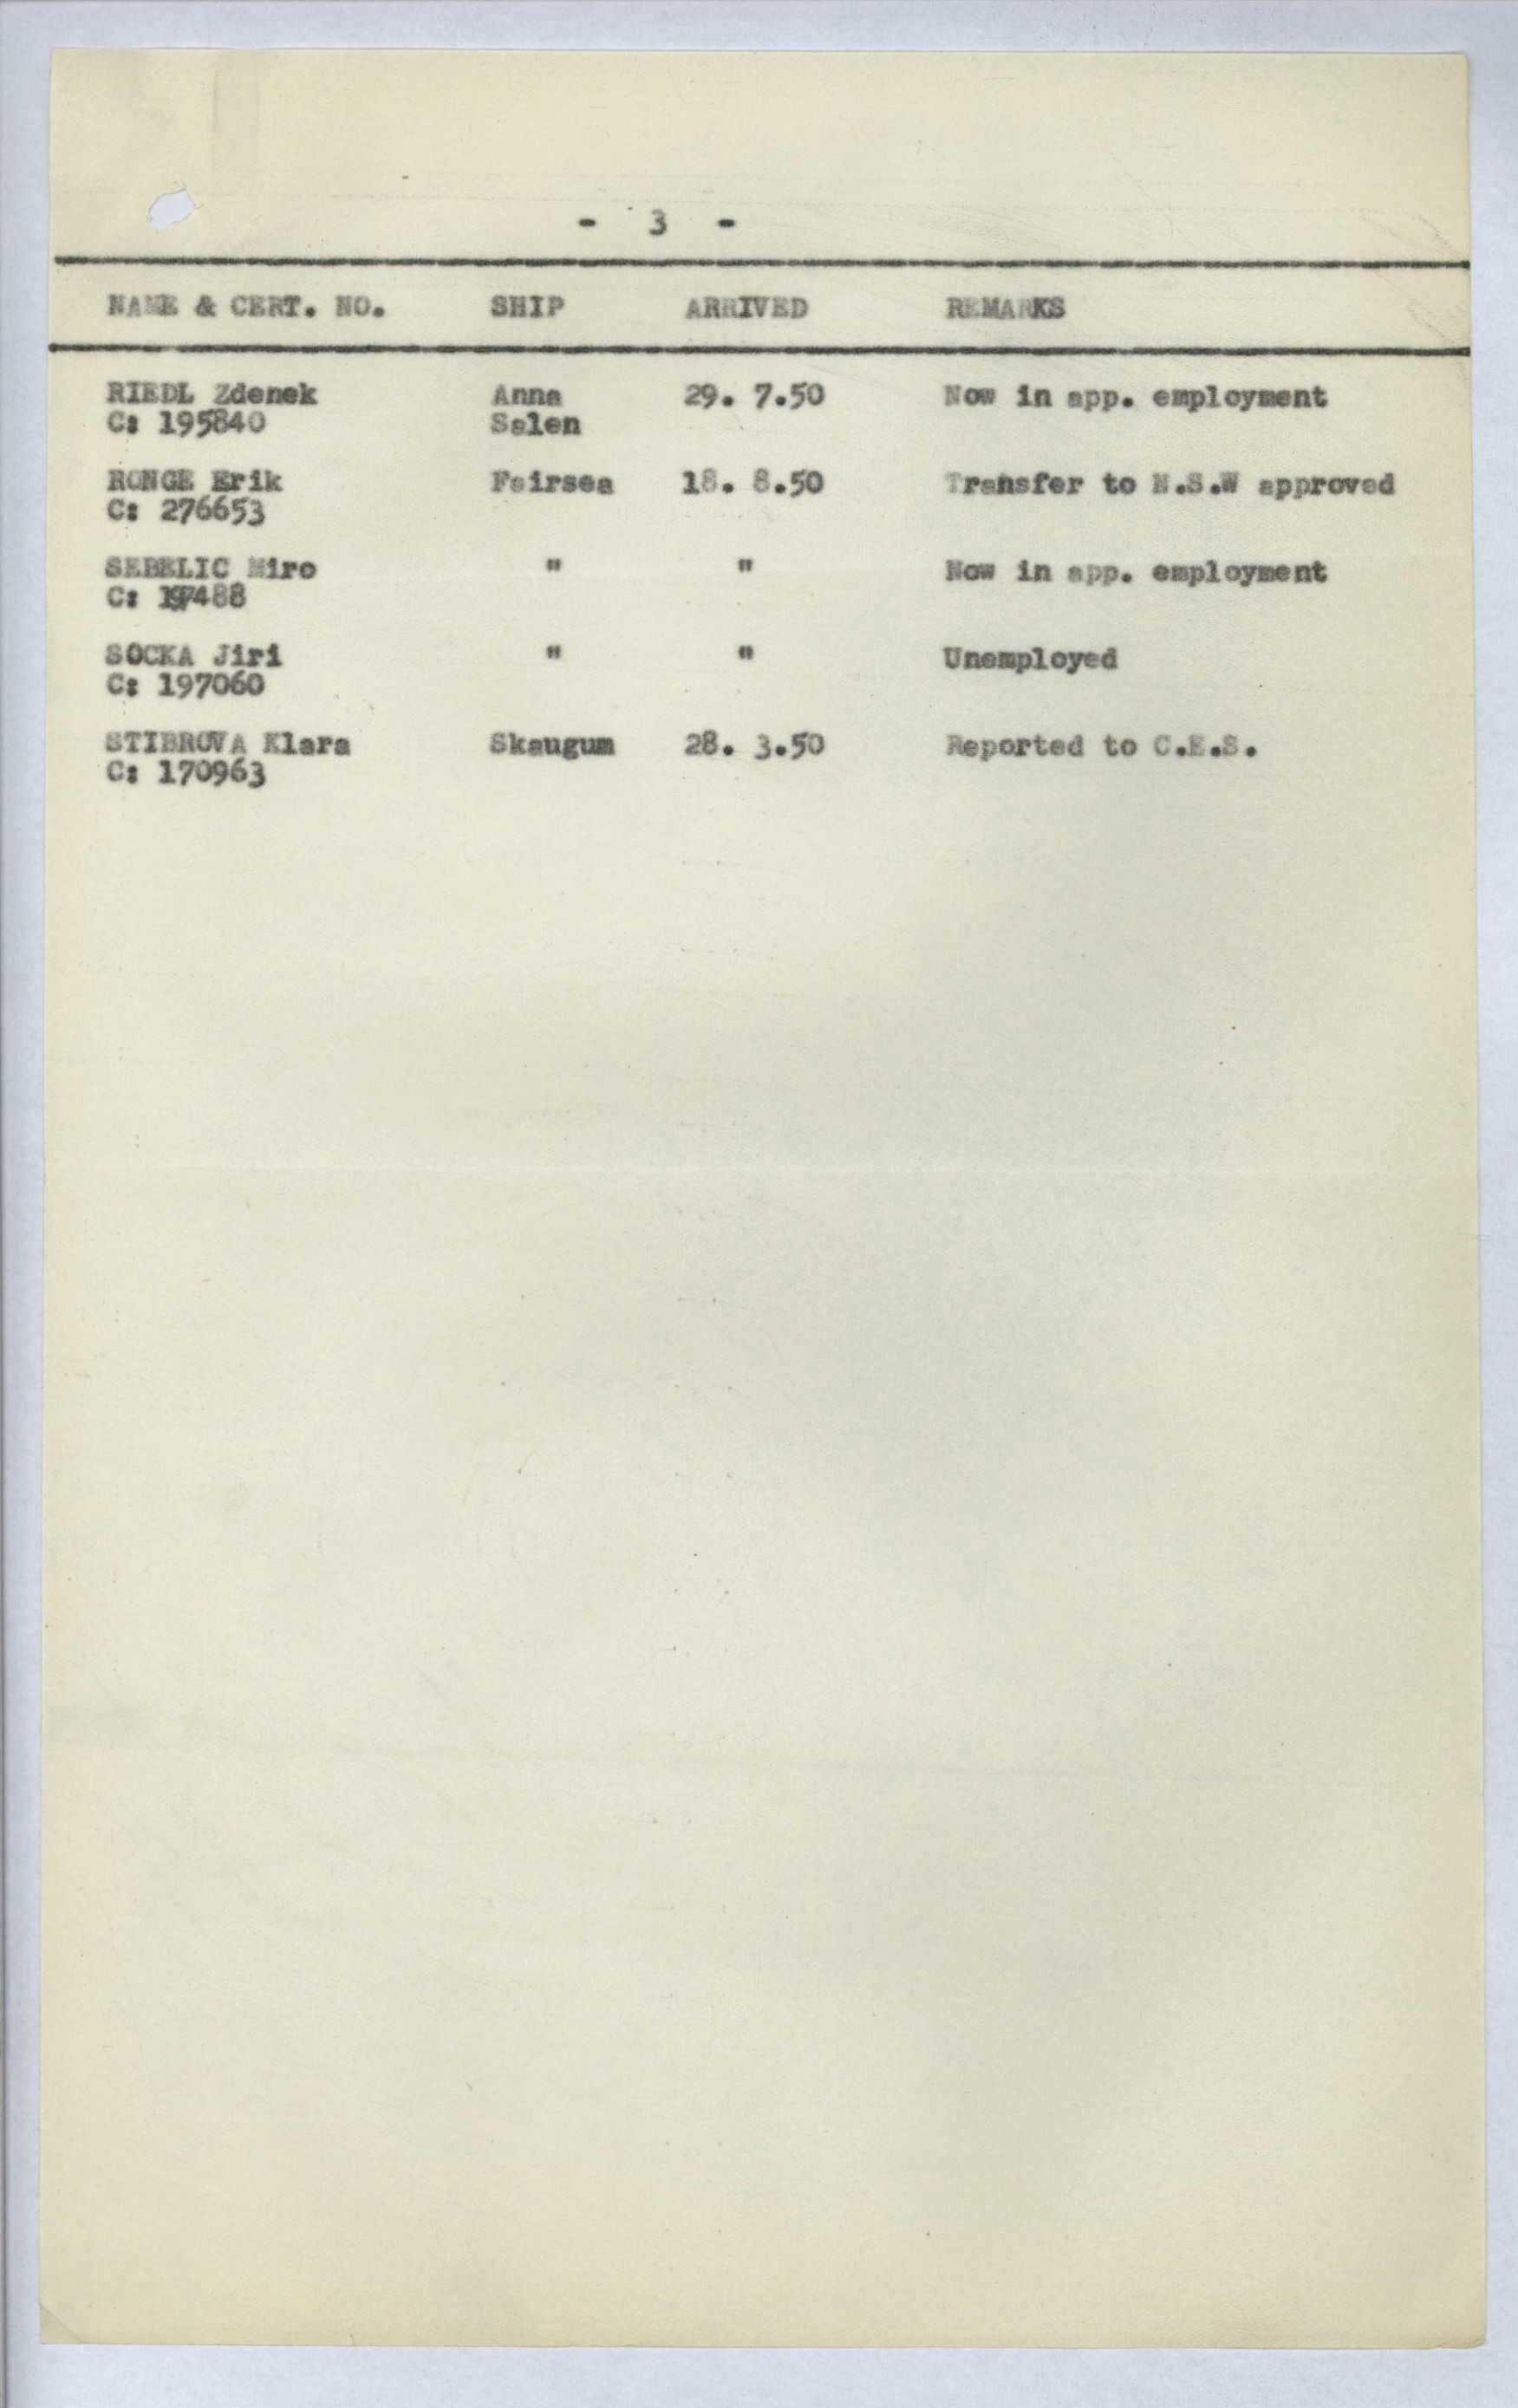 - 3 -
NAME & CERT. NO. SHIP ARRIVED REMARKS
RIEDL Zdenek Anna 29. 7.50 Now in app. employment
C: 195840 Salen
RONGE Erik Fairsea 18. 8.50 Transfer to N.S.W approved
C: 276653
SEBELIC Miro " " Now in app. employment
C:
SOCKA Jiri " " Unemployed
C: 197060
STIBROVA Klara Skaugum 28. 3.50 Reported to C.E.S.
C: 170963